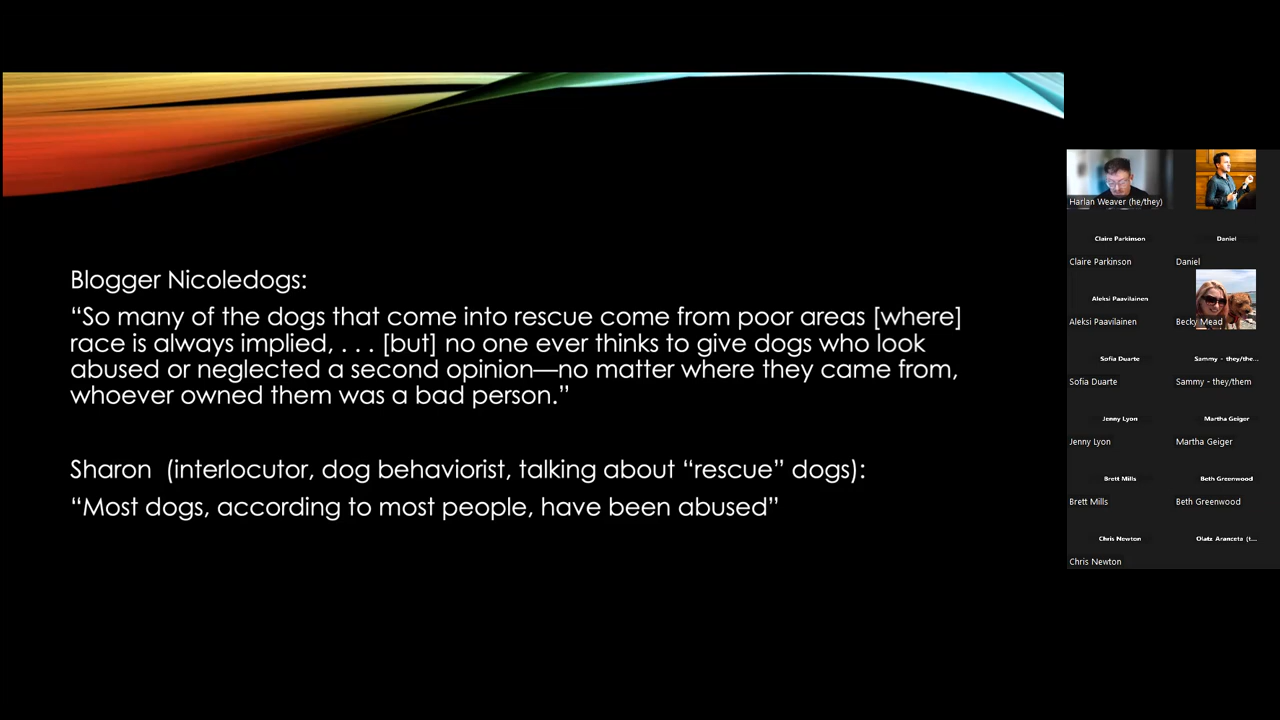 Blogger Nicoledogs:
“So many of the dogs that come into rescue come from poor areas [where]
race is always implied, . . . [but] no one ever thinks to give dogs who look
abused or neglected a second opinion—no matter where they came from,
whoever owned them was a bad person.”
Sharon  (interlocutor, dog behaviorist, talking about “rescue” dogs):
“Most dogs, according to most people, have been abused”
Harlan Weaver (he/they)
Claire Parkinson
Claire Parkinson
Daniel
Daniel
Aleksi Paavilainen
Aleksi Paavilainen
Becky Mead
Sofia Duarte
Sofia Duarte
Sammy - they/the...
Sammy - they/them
Jenny Lyon
Jenny Lyon
Martha Geiger
Martha Geiger
Brett Mills
Brett Mills
Beth Greenwood
Beth Greenwood
Chris Newton
Chris Newton
Olatz Aranceta (t...